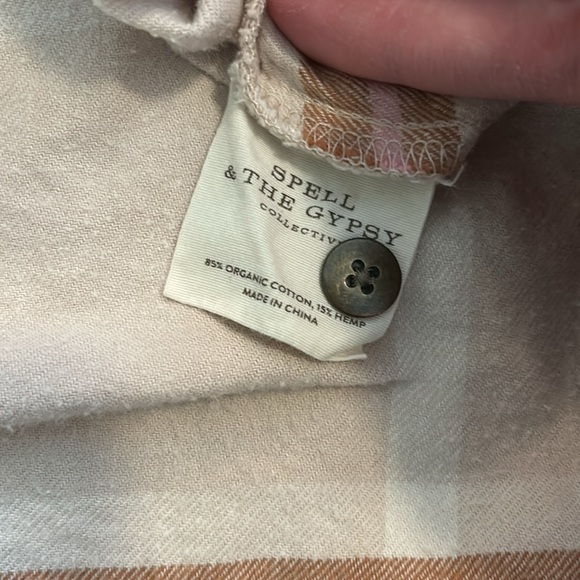 SPELL
& THE GYPSY
COLLECTIV
85% ORGANIC COTTON, 15% HEMP
MADE IN CHINA